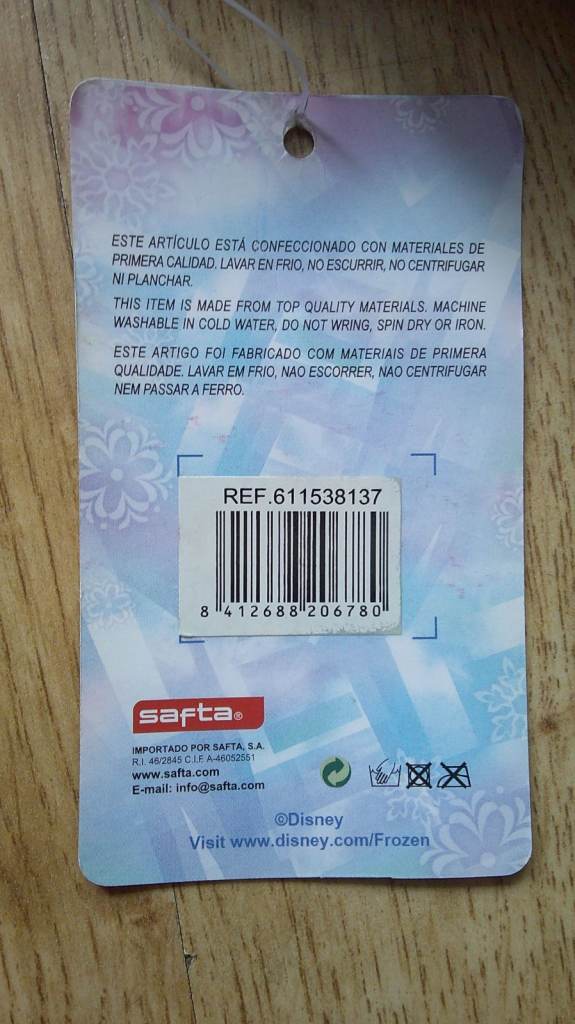 ESTE ARTÍCULO ESTÁ CONFECCIONADO CON MATERIALES DE
PRIMERA CALIDAD. LAVAR EN FRIO, NO ESCURRIR, NO CENTRIFUGAR
NI PLANCHAR.
THIS ITEM IS MADE FROM TOP QUALITY MATERIALS. MACHINE
WASHABLE IN COLD WATER, DO NOT WRING, SPIN DRY OR IRON.
ESTE ARTIGO FOI FABRICADO COM MATERIAIS DE PRIMERA
QUALIDADE. LAVAR EM FRIO, NAO ESCORRER, NAO CENTRIFUGAR
NEM PASSAR A FERRO.
REF.611538137
8 412688 206780
safta®
IMPORTADO POR SAFTA, S.A.
R.I. 46/2845 C.I.F. A-46052551
www.safta.com
E-mail: info@safta.com
©Disney
Visit www.disney.com/Frozen